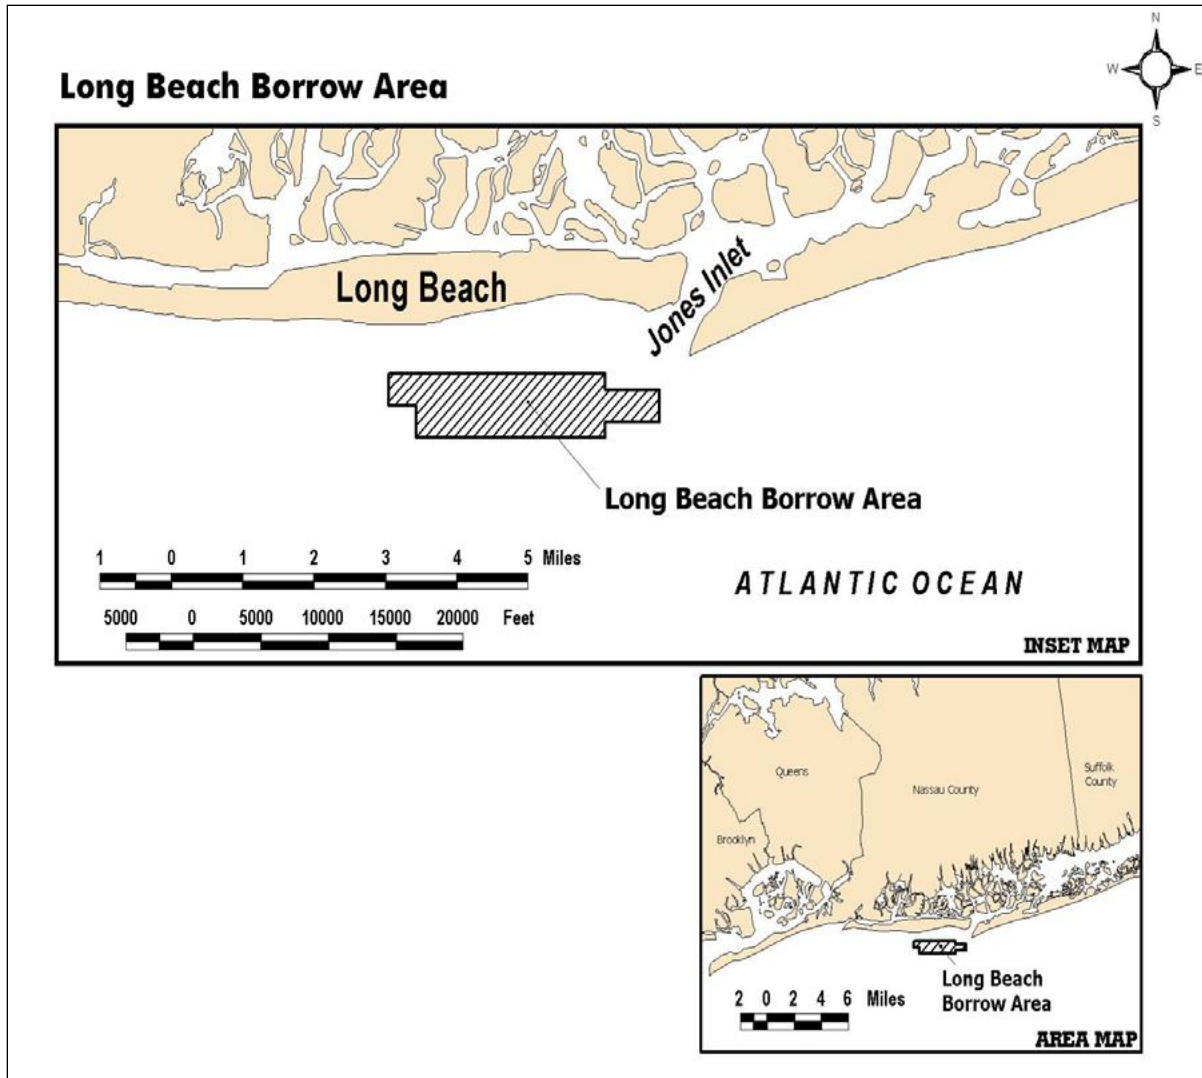 N
W E
S
Long Beach Borrow Area
Long Beach
Jones Inlet
Long Beach Borrow Area
1 0 1 2 3 4 5 Miles
5000 0 5000 10000 15000 20000 Feet
ATLANTIC OCEAN
INSET MAP
Queens
Nassau County
Suffolk
County
Brooklyn
Long Beach
Borrow Area
2 0 2 4 6 Miles
AREA MAP